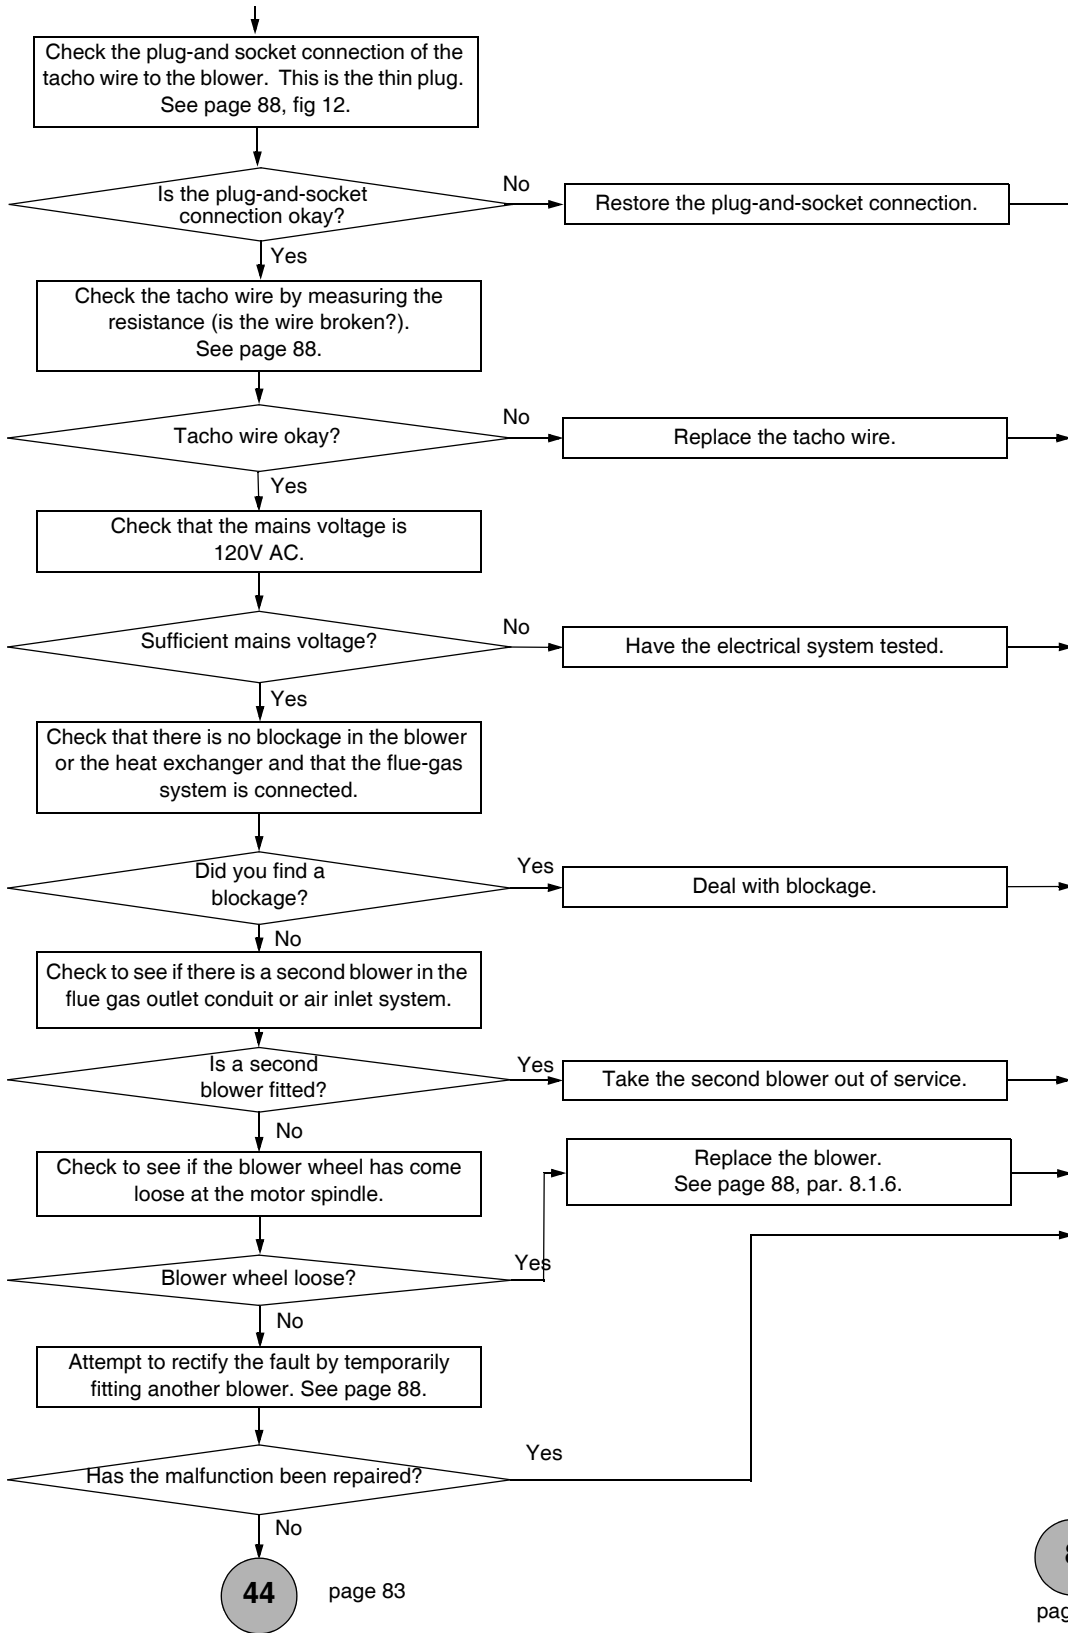 Check the plug-and socket connection of the
tacho wire to the blower. This is the thin plug.
See page 88, fig 12.
Is the plug-and-socket
connection okay?
No
Restore the plug-and-socket connection.
Yes
Check the tacho wire by measuring the
resistance (is the wire broken?).
See page 88.
Tacho wire okay?
No
Replace the tacho wire.
Yes
Check that the mains voltage is
120V AC.
Sufficient mains voltage?
No
Have the electrical system tested.
Yes
Check that there is no blockage in the blower
or the heat exchanger and that the flue-gas
system is connected.
Did you find a
blockage?
Yes
Deal with blockage.
No
Check to see if there is a second blower in the
flue gas outlet conduit or air inlet system.
Is a second
blower fitted?
Yes
Take the second blower out of service.
No
Check to see if the blower wheel has come
loose at the motor spindle.
Replace the blower.
See page 88, par. 8.1.6.
Blower wheel loose?
Yes
No
Attempt to rectify the fault by temporarily
fitting another blower. See page 88.
Has the malfunction been repaired?
Yes
No
44
page 83